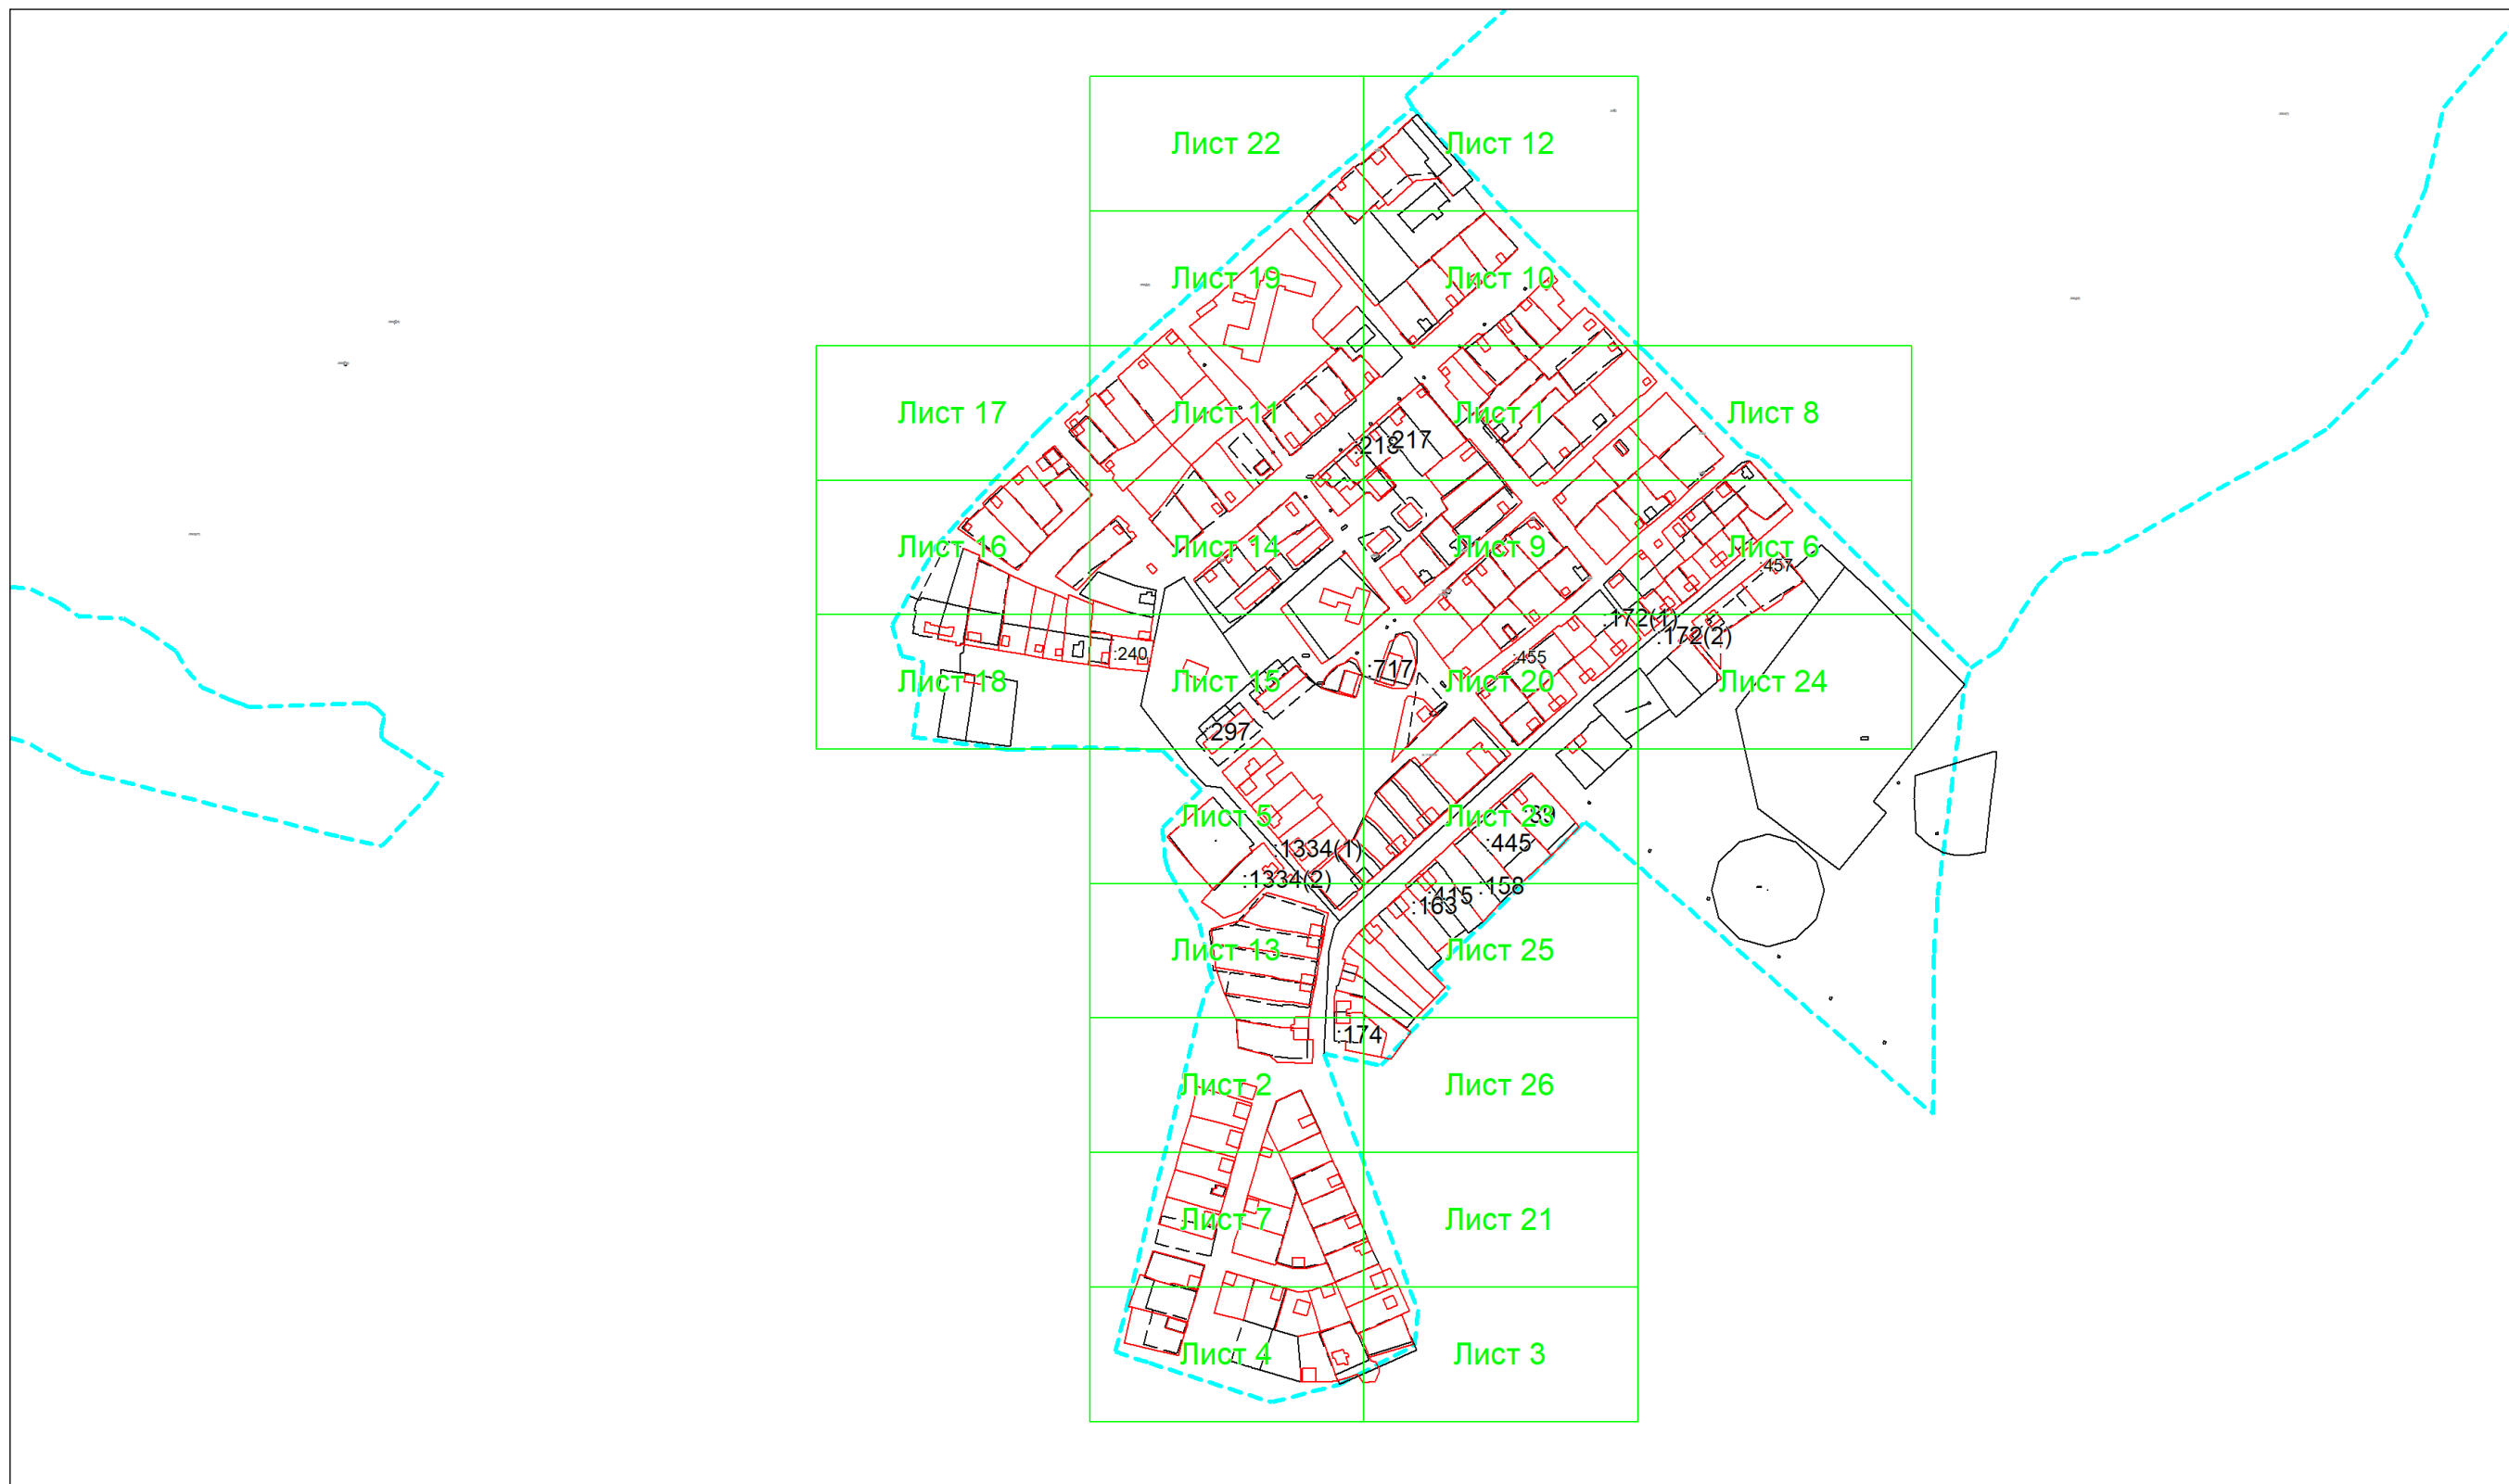 Лист 22
Лист 12
Лист 19
Лист 10
Лист 17
Лист 11
Лист 1
Лист 8
:218
217
Лист 16
Лист 14
Лист 9
Лист 6
:457
:172(1)
:172(2)
:240
:717
:455
Лист 18
Лист 15
Лист 20
Лист 24
297
Лист 5
Лист 23
:89
:445
:1334(1)
:1334(2)
:415
:158
:163
Лист 13
Лист 25
:174
Лист 2
Лист 26
Лист 7
Лист 21
Лист 4
Лист 3